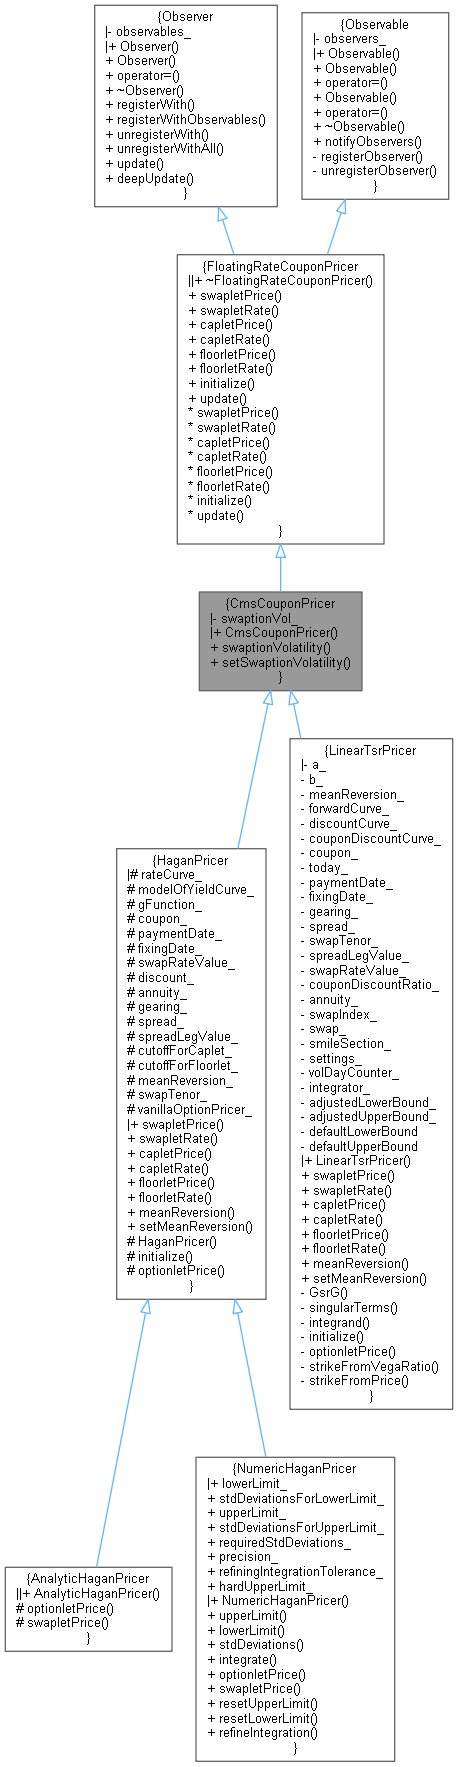 {Observer
|- observables_
|+ Observer()
+ Observer()
+ operator=()
+ ~Observer()
+ registerWith()
+ registerWithObservables()
+ unregisterWith()
+ unregisterWithAll()
+ update()
+ deepUpdate()
}
{Observable
|- observers_
|+ Observable()
+ Observable()
+ operator=()
+ Observable()
+ operator=()
+ ~Observable()
+ notifyObservers()
- registerObserver()
- unregisterObserver()
}
{FloatingRateCouponPricer
||+ ~FloatingRateCouponPricer()
+ swapletPrice()
+ swapletRate()
+ capletPrice()
+ capletRate()
+ floorletPrice()
+ floorletRate()
+ initialize()
+ update()
* swapletPrice()
* swapletRate()
* capletPrice()
* capletRate()
* floorletPrice()
* floorletRate()
* initialize()
* update()
}
{CmsCouponPricer
|- swaptionVol_
|+ CmsCouponPricer()
+ swaptionVolatility()
+ setSwaptionVolatility()
}
{LinearTsrPricer
|- a_
- b_
- meanReversion_
- forwardCurve_
- discountCurve_
- couponDiscountCurve_
- coupon_
- today_
- paymentDate_
- fixingDate_
- gearing_
- spread_
- swapTenor_
- spreadLegValue_
- swapRateValue_
- couponDiscountRatio_
- annuity_
- swapIndex_
- swap_
- smileSection_
- settings_
- volDayCounter_
- integrator_
- adjustedLowerBound_
- adjustedUpperBound_
- defaultLowerBound
- defaultUpperBound
|+ LinearTsrPricer()
+ swapletPrice()
+ swapletRate()
+ capletPrice()
+ capletRate()
+ floorletPrice()
+ floorletRate()
+ meanReversion()
+ setMeanReversion()
- GsrG()
- singularTerms()
- integrand()
- initialize()
- optionletPrice()
- strikeFromVegaRatio()
- strikeFromPrice()
}
{HaganPricer
|# rateCurve_
# modelOfYieldCurve_
# gFunction_
# coupon_
# paymentDate_
# fixingDate_
# swapRateValue_
# discount_
# annuity_
# gearing_
# spread_
# spreadLegValue_
# cutoffForCaplet_
# cutoffForFloorlet_
# meanReversion_
# swapTenor_
# vanillaOptionPricer_
|+ swapletPrice()
+ swapletRate()
+ capletPrice()
+ capletRate()
+ floorletPrice()
+ floorletRate()
+ meanReversion()
+ setMeanReversion()
# HaganPricer()
# initialize()
# optionletPrice()
}
{NumericHaganPricer
|+ lowerLimit_
+ stdDeviationsForLowerLimit_
+ upperLimit_
+ stdDeviationsForUpperLimit_
+ requiredStdDeviations_
+ precision_
+ refiningIntegrationTolerance_
+ hardUpperLimit_
|+ NumericHaganPricer()
+ upperLimit()
+ lowerLimit()
+ stdDeviations()
+ integrate()
+ optionletPrice()
+ swapletPrice()
+ resetUpperLimit()
+ resetLowerLimit()
+ refineIntegration()
}
{AnalyticHaganPricer
||+ AnalyticHaganPricer()
# optionletPrice()
# swapletPrice()
}